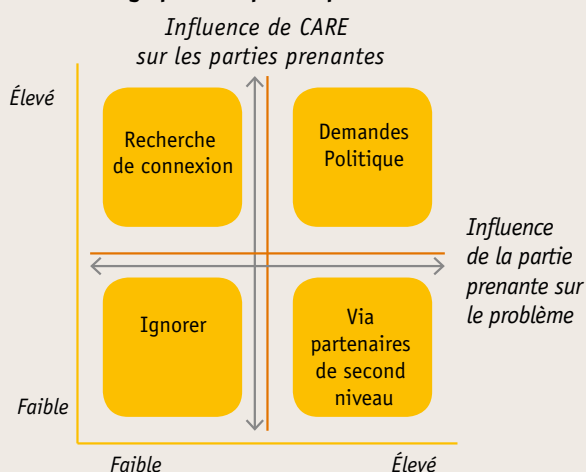 Influence de CARE
sur les parties prenantes
Élevé
Recherche
de connexion
Demandes
Politique
Influence
de la partie
prenante sur
le problème
Ignorer
Via
partenaires
de second
niveau
Faible
Faible
Élevé